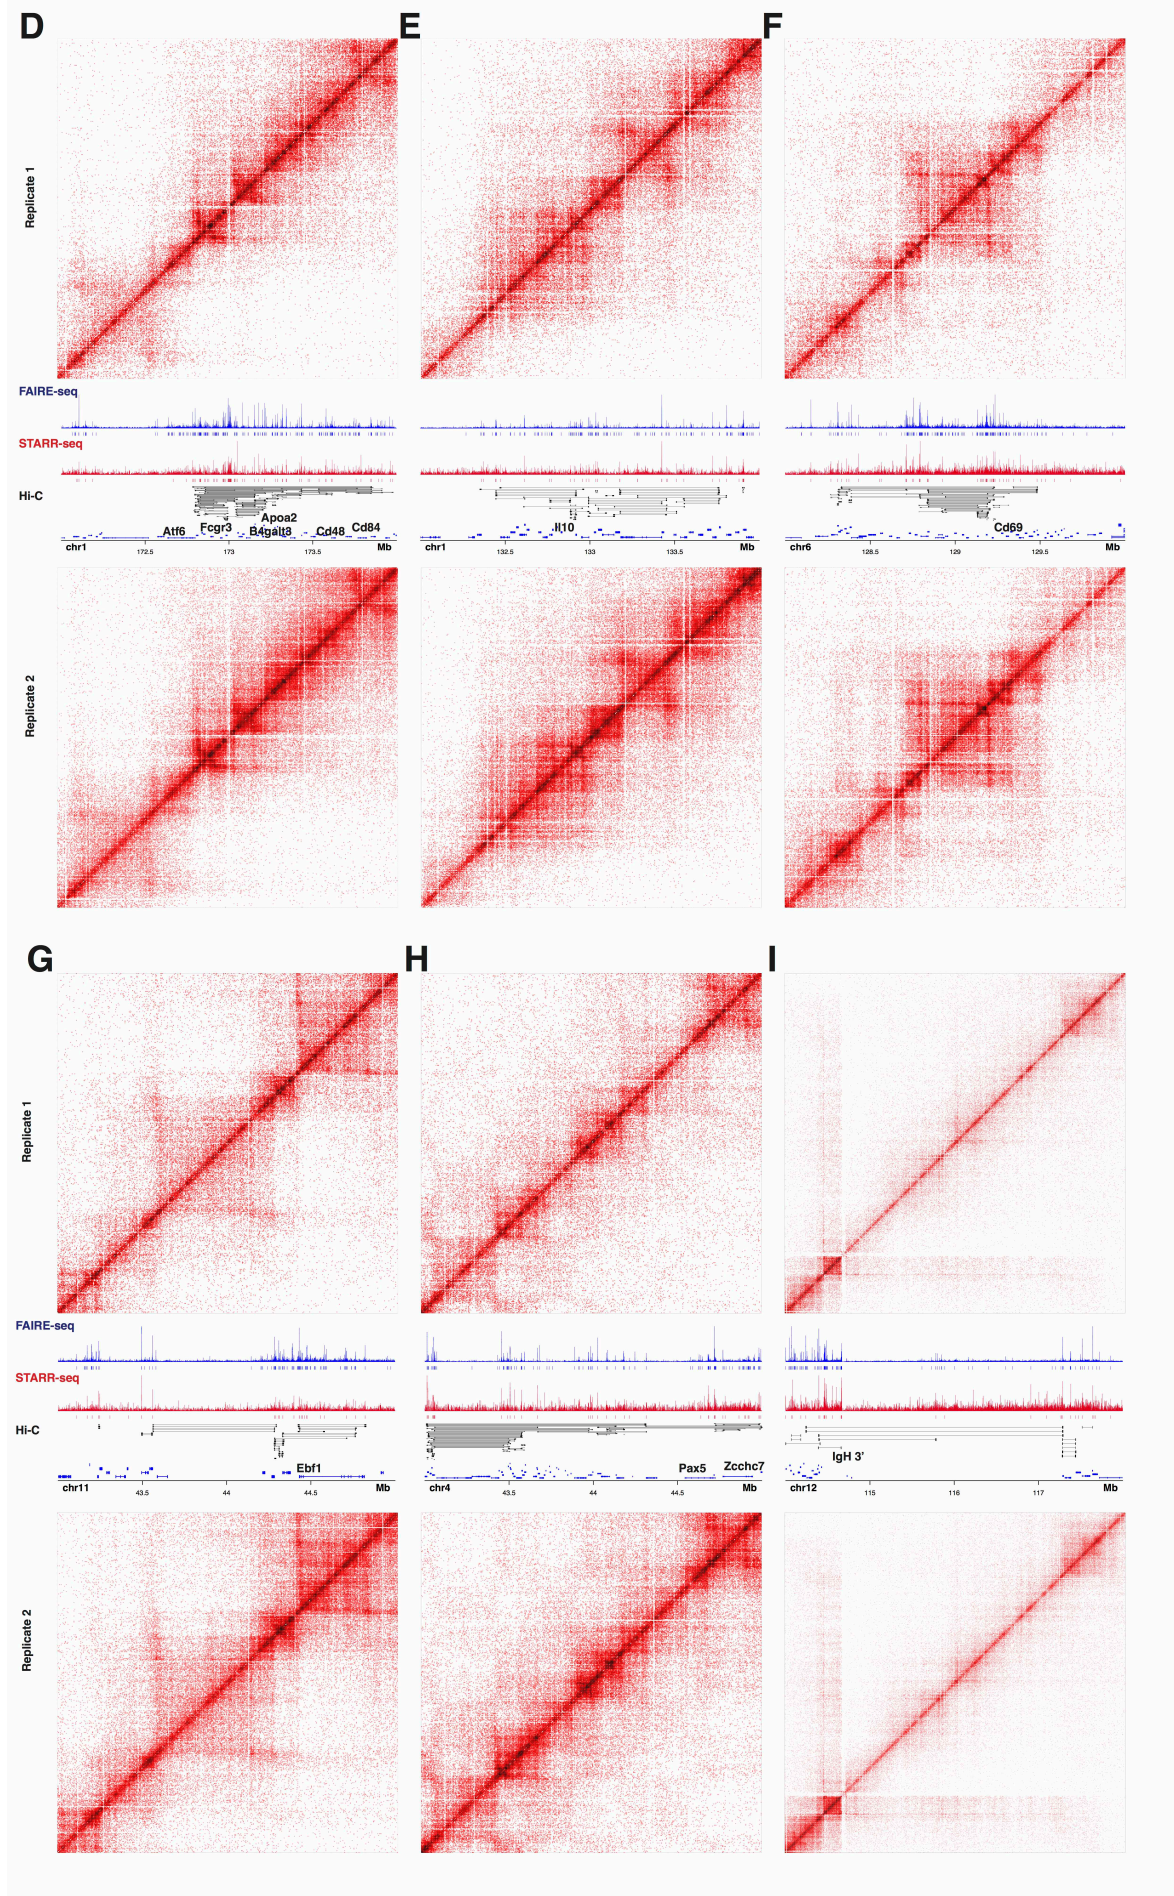 D E F
Replicate 1
FAIRE-seq
STARR-seq
Hi-C
Apoa2
Atf6 Fcgr3 B4galt3 Cd48 Cd84
Il10
Cd69
chr1 172.5 173 173.5 Mb
chr1 132.5 133 133.5 Mb
chr6 128.5 129 129.5 Mb
Replicate 2
G H I
Replicate 1
FAIRE-seq
STARR-seq
Hi-C
Ebf1
Pax5 Zcchc7
IgH 3'
chr11 43.5 44 44.5 Mb
chr4 43.5 44 44.5 Mb
chr12 115 116 117 Mb
Replicate 2